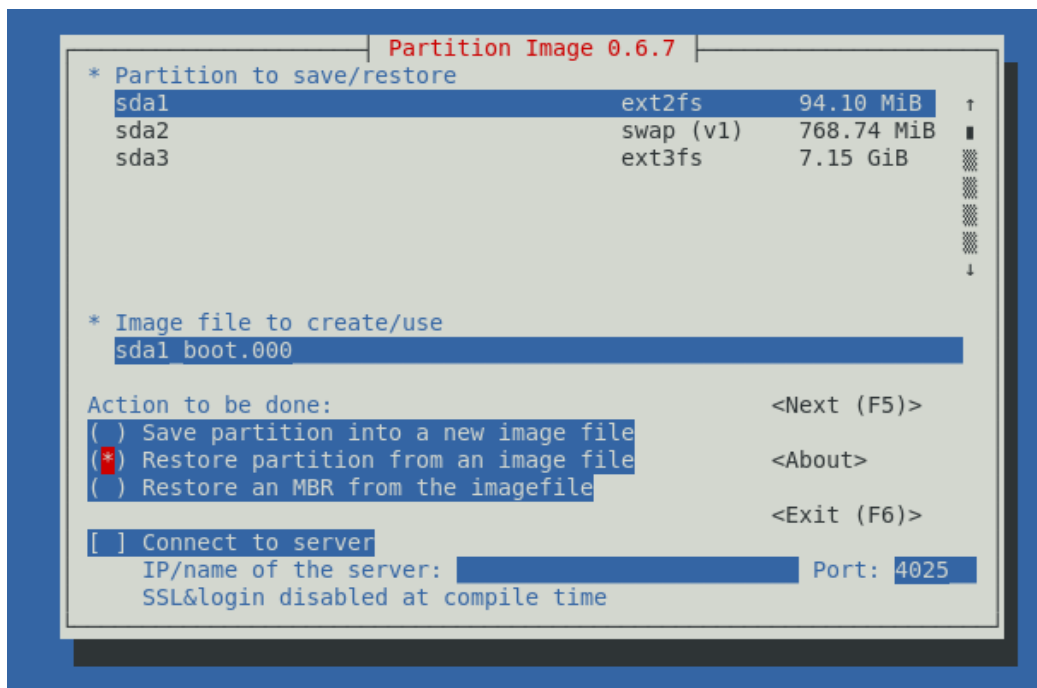 Partition Image 0.6.7
* Partition to save/restore
sda1 ext2fs 94.10 MiB ↑
sda2 swap (v1) 768.74 MiB
sda3 ext3fs 7.15 GiB
↓
* Image file to create/use
sda1_boot.000
Action to be done: <Next (F5)>
( ) Save partition into a new image file
(*) Restore partition from an image file <About>
( ) Restore an MBR from the imagefile
<Exit (F6)>
[ ] Connect to server
IP/name of the server: Port: 4025
SSL&login disabled at compile time